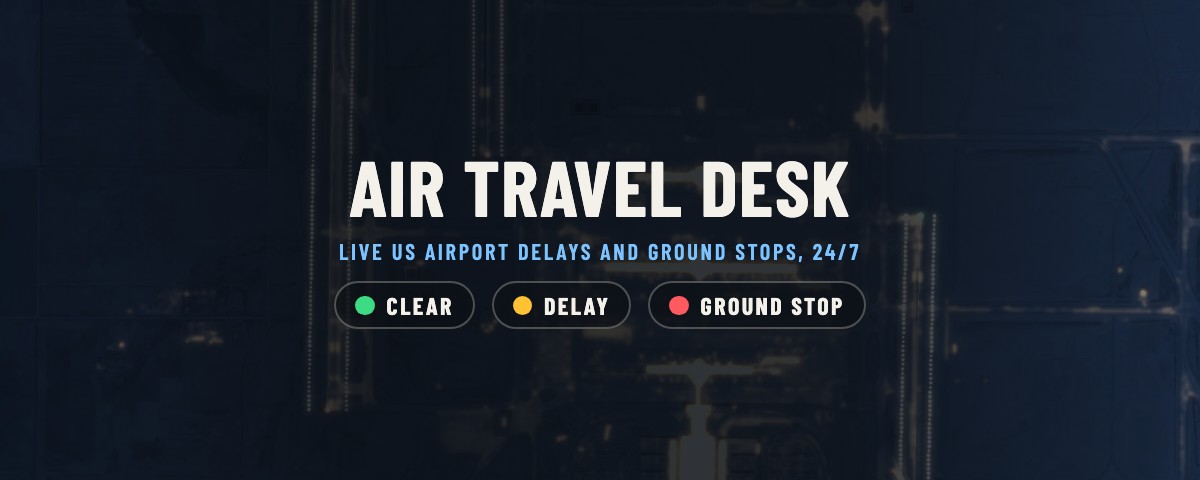 AIR TRAVEL DESK
LIVE US AIRPORT DELAYS AND GROUND STOPS, 24/7
CLEAR DELAY GROUND STOP